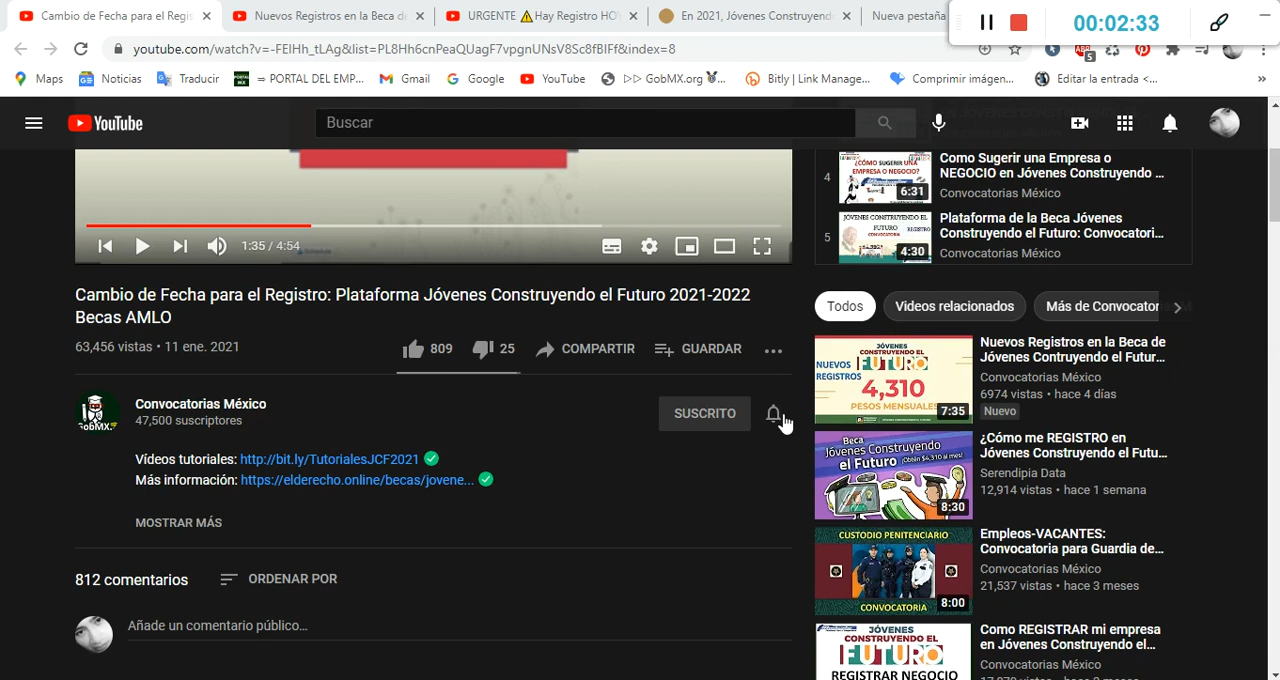 Cambio de Fecha para el Regis
Nuevos Registros en la Beca de
URGENTE ⚠Hay Registro HOY
En 2021, Jóvenes Construyendo
Nueva pestaña
00:02:33
youtube.com/watch?v=-FEIHh_tLAg&list=PL8Hh6cnPeaQUagF7vpgnUNsV8Sc8fBIFf&index=8
5
Maps
Noticias
Traducir
⇒ PORTAL DEL EMP...
Gmail
Google
YouTube
▷▷ GobMX.org
Bitly | Link Manage...
Comprimir imágen...
Editar la entrada <...
»
YouTube
Buscar
4
¿CÓMO SUGERIR UNA
EMPRESA O NEGOCIO?
6:31
Como Sugerir una Empresa o
NEGOCIO en Jóvenes Construyendo ...
Convocatorias México
5
JÓVENES CONSTRUYENDO EL
FUTURO
CONVOCATORIA
REGISTRO
4:30
Plataforma de la Beca Jóvenes
Construyendo el Futuro: Convocatori...
Convocatorias México
1:35 / 4:54
Cambio de Fecha para el Registro: Plataforma Jóvenes Construyendo el Futuro 2021-2022
Becas AMLO
63,456 vistas • 11 ene. 2021
809
25
COMPARTIR
GUARDAR
Convocatorias México
47,500 suscriptores
GobMX.
SUSCRITO
Vídeos tutoriales: http://bit.ly/TutorialesJCF2021
Más información: https://elderecho.online/becas/jovene...
MOSTRAR MÁS
812 comentarios
ORDENAR POR
Añade un comentario público...
Todos
Videos relacionados
Más de Convocator
JÓVENES
CONSTRUYENDO EL
FUTURO
NUEVOS
REGISTROS
4,310
PESOS MENSUALES
7:35
Nuevos Registros en la Beca de
Jóvenes Contruyendo el Futur...
Convocatorias México
6974 vistas • hace 4 días
Nuevo
Beca
Jóvenes Construyendo
el Futuro
¡Obtén $4,310 al mes!
8:30
¿Cómo me REGISTRO en
Jóvenes Construyendo el Futu...
Serendipia Data
12,914 vistas • hace 1 semana
CUSTODIO PENITENCIARIO
CONVOCATORIA
8:00
Empleos-VACANTES:
Convocatoria para Guardia de...
Convocatorias México
21,537 vistas • hace 3 meses
JÓVENES
CONSTRUYENDO EL
FUTURO
REGISTRAR NEGOCIO
Como REGISTRAR mi empresa
en Jóvenes Construyendo el...
Convocatorias México